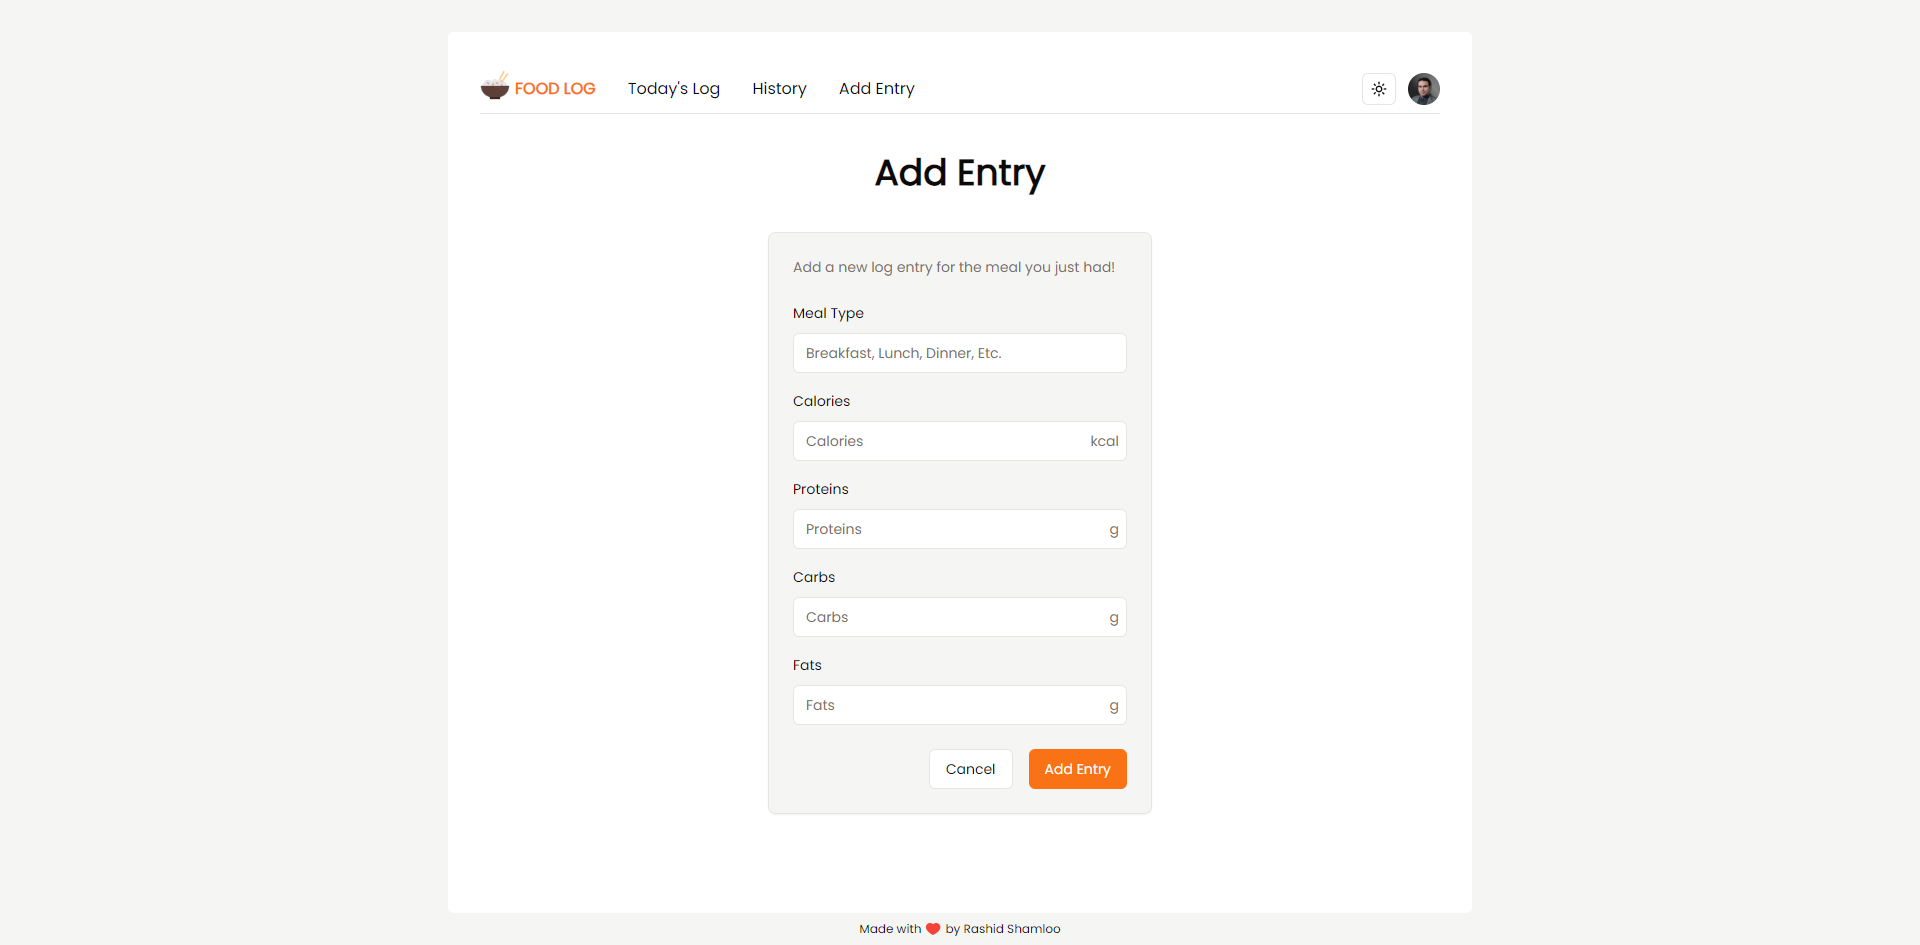 FOOD LOG Today's Log History Add Entry
Add Entry
Add a new log entry for the meal you just had!
Meal Type
Breakfast, Lunch, Dinner, Etc.
Calories
Calories kcal
Proteins
Proteins g
Carbs
Carbs g
Fats
Fats g
Cancel Add Entry
Made with ❤️ by Rashid Shamloo